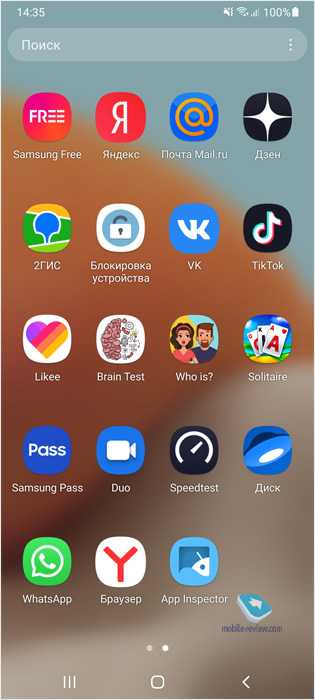 14:35 100%
Поиск
FREE Я @
Samsung Free Яндекс Почта Mail.ru Дзен
2ГИС Блокировка устройства VK TikTok
Likee Brain Test Who is? Solitaire
Pass
Samsung Pass Duo Speedtest Диск
WhatsApp Браузер App Inspector
mobile-review.com